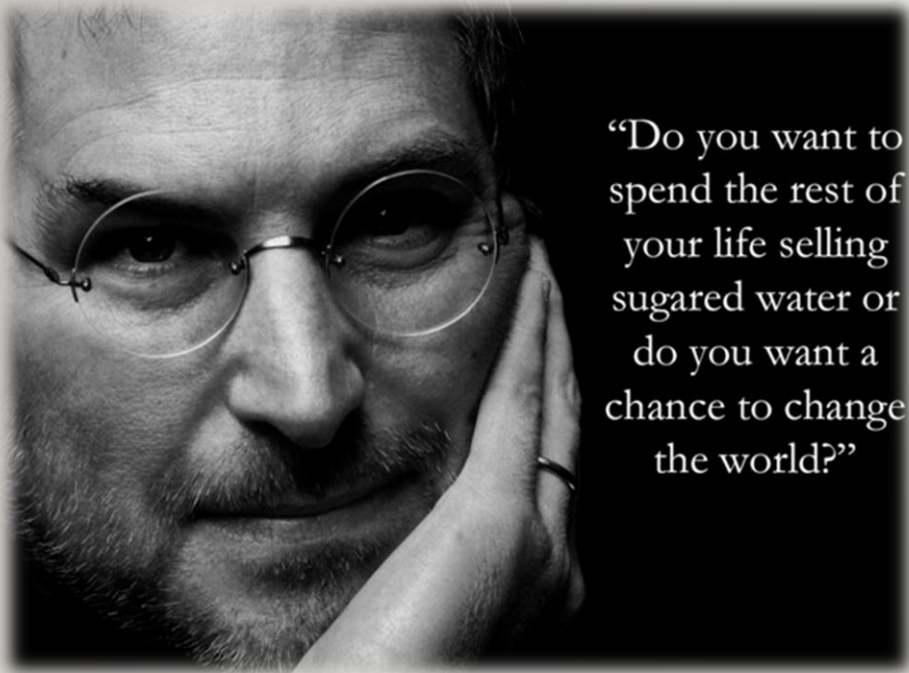 “Do you want to
spend the rest of
your life selling
sugared water or
do you want a
chance to change
the world?”